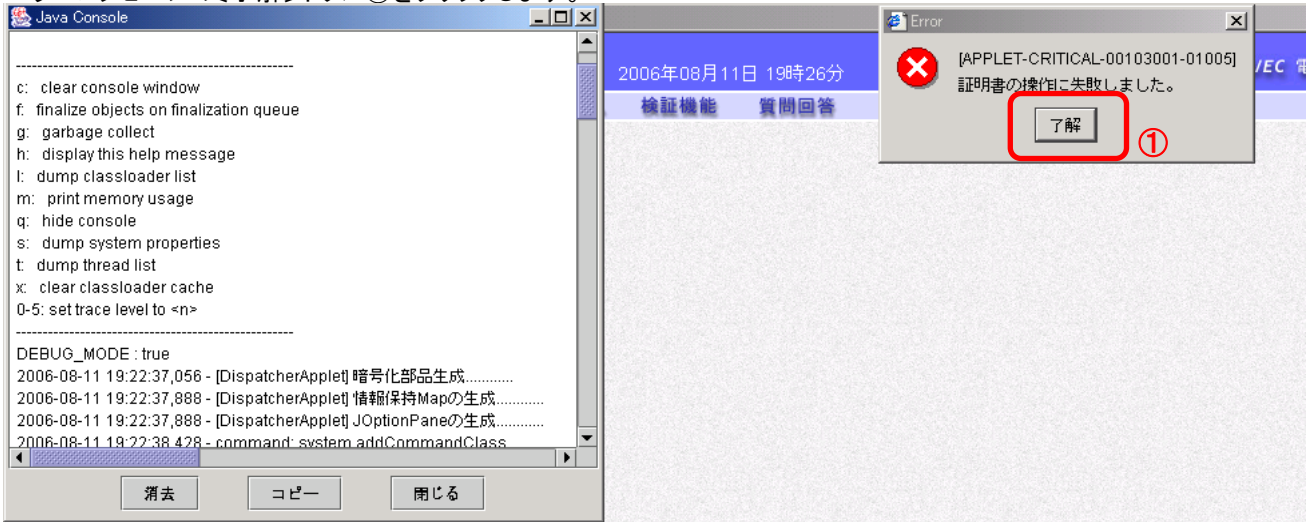 Java Console
----------------------------------------------------
c: clear console window
f: finalize objects on finalization queue
g: garbage collect
h: display this help message
l: dump classloader list
m: print memory usage
q: hide console
s: dump system properties
t: dump thread list
x: clear classloader cache
0-5: set trace level to <n>
----------------------------------------------------
DEBUG_MODE : true
2006-08-11 19:22:37,056 - [DispatcherApplet] 暗号化部品生成............
2006-08-11 19:22:37,888 - [DispatcherApplet] 情報保持Mapの生成............
2006-08-11 19:22:37,888 - [DispatcherApplet] JOptionPaneの生成............
2006-08-11 19:22:38,428 - command: system.addCommandClass
消去 コピー 閉じる
2006年08月11日 19時26分
検証機能 質問回答
Error
[APPLET-CRITICAL-00103001-01005]
証明書の操作に失敗しました。
了解
①